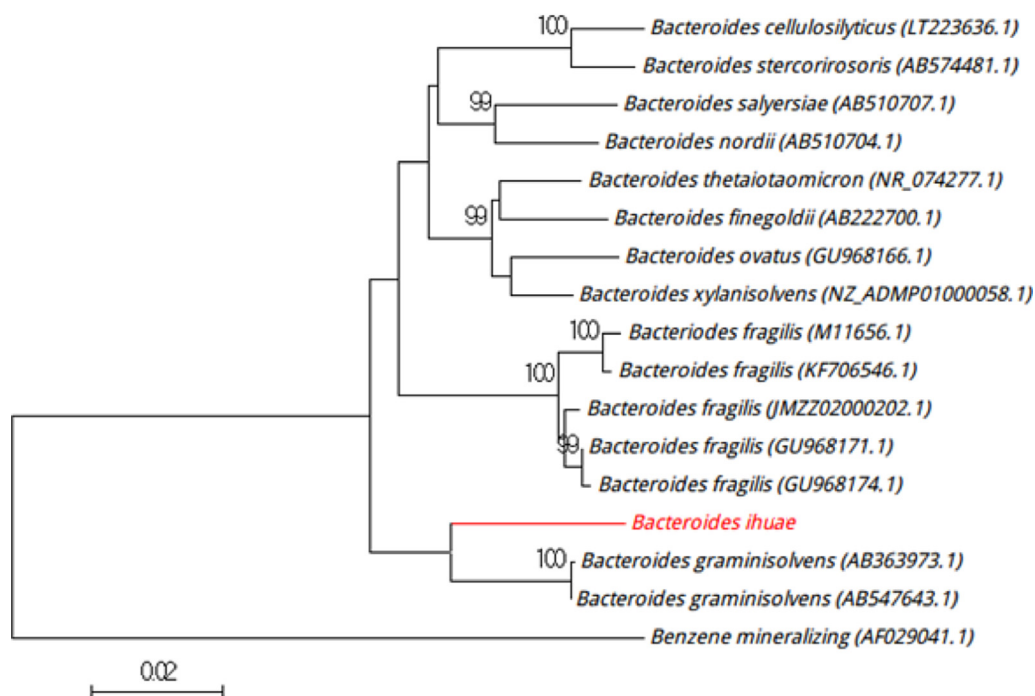 100
Bacteroides cellulosilyticus (LT223636.1)
Bacteroides stercorirosoris (AB574481.1)
99
Bacteroides salyersiae (AB510707.1)
Bacteroides nordii (AB510704.1)
Bacteroides thetaiotaomicron (NR_074277.1)
99
Bacteroides finegoldii (AB222700.1)
Bacteroides ovatus (GU968166.1)
Bacteroides xylanisolvens (NZ_ADMP01000058.1)
100
Bacteriodes fragilis (M11656.1)
100
Bacteroides fragilis (KF706546.1)
Bacteroides fragilis (JMZZ02000202.1)
99
Bacteroides fragilis (GU968171.1)
Bacteroides fragilis (GU968174.1)
Bacteroides ihuae
100
Bacteroides graminisolvens (AB363973.1)
Bacteroides graminisolvens (AB547643.1)
Benzene mineralizing (AF029041.1)
0.02